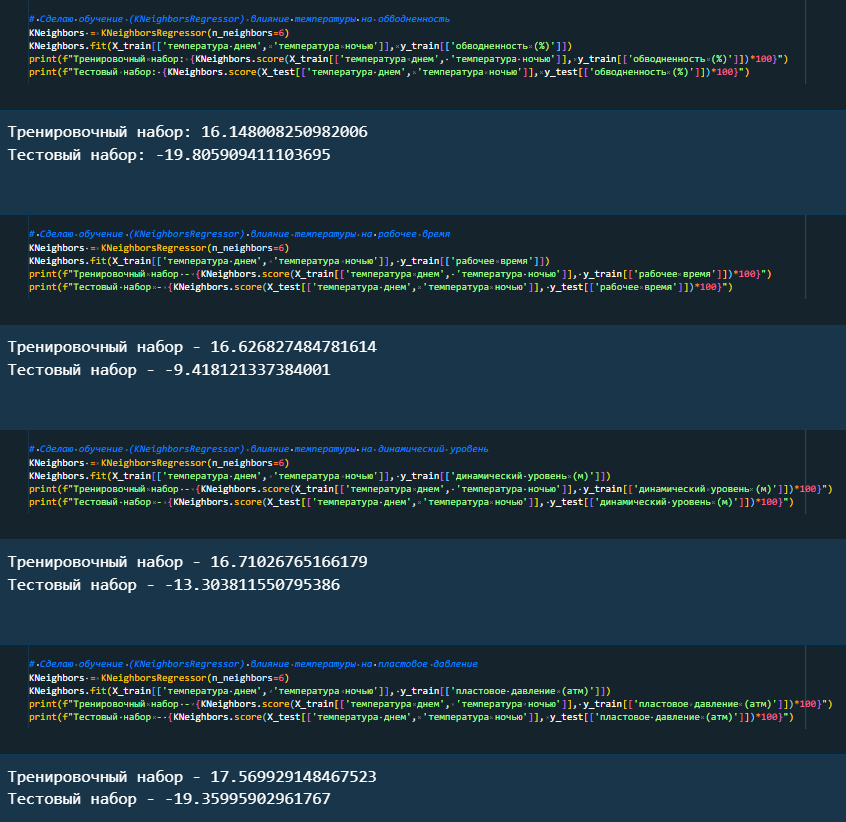 # Сделаю обучение (KNeighborsRegressor) влияние температуры на обводненность
KNeighbors = KNeighborsRegressor(n_neighbors=6)
KNeighbors.fit(X_train[['температура днем', 'температура ночью']], y_train[['обводненность (%)']])
print(f"Тренировочный набор: {KNeighbors.score(X_train[['температура днем', 'температура ночью']], y_train[['обводненность (%)']])*100}")
print(f"Тестовый набор: {KNeighbors.score(X_test[['температура днем', 'температура ночью']], y_test[['обводненность (%)']])*100}")
Тренировочный набор: 16.148008250982006
Тестовый набор: -19.805909411103695
# Сделаю обучение (KNeighborsRegressor) влияние температуры на рабочее время
KNeighbors = KNeighborsRegressor(n_neighbors=6)
KNeighbors.fit(X_train[['температура днем', 'температура ночью']], y_train[['рабочее время']])
print(f"Тренировочный набор - {KNeighbors.score(X_train[['температура днем', 'температура ночью']], y_train[['рабочее время']])*100}")
print(f"Тестовый набор - {KNeighbors.score(X_test[['температура днем', 'температура ночью']], y_test[['рабочее время']])*100}")
Тренировочный набор - 16.626827484781614
Тестовый набор - -9.418121337384001
# Сделаю обучение (KNeighborsRegressor) влияние температуры на динамический уровень
KNeighbors = KNeighborsRegressor(n_neighbors=6)
KNeighbors.fit(X_train[['температура днем', 'температура ночью']], y_train[['динамический уровень (м)']])
print(f"Тренировочный набор - {KNeighbors.score(X_train[['температура днем', 'температура ночью']], y_train[['динамический уровень (м)']])*100}")
print(f"Тестовый набор - {KNeighbors.score(X_test[['температура днем', 'температура ночью']], y_test[['динамический уровень (м)']])*100}")
Тренировочный набор - 16.71026765166179
Тестовый набор - -13.303811550795386
# Сделаю обучение (KNeighborsRegressor) влияние температуры на пластовое давление
KNeighbors = KNeighborsRegressor(n_neighbors=6)
KNeighbors.fit(X_train[['температура днем', 'температура ночью']], y_train[['пластовое давление (атм)']])
print(f"Тренировочный набор - {KNeighbors.score(X_train[['температура днем', 'температура ночью']], y_train[['пластовое давление (атм)']])*100}")
print(f"Тестовый набор - {KNeighbors.score(X_test[['температура днем', 'температура ночью']], y_test[['пластовое давление (атм)']])*100}")
Тренировочный набор - 17.569929148467523
Тестовый набор - -19.35995902961767